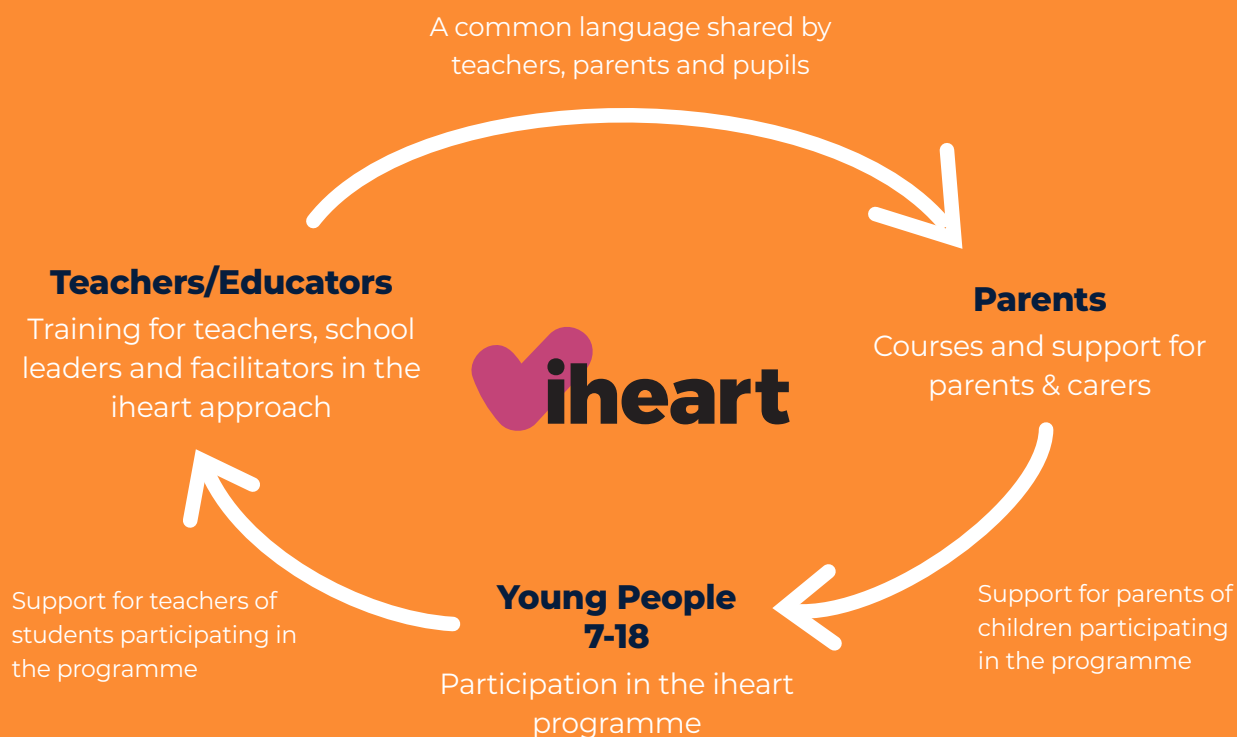 A common language shared by
teachers, parents and pupils
Teachers/Educators
Training for teachers, school
leaders and facilitators in the
iheart approach
Parents
Courses and support for
parents & carers
iheart
Support for teachers of
students participating in
the programme
Young People
7-18
Participation in the iheart
programme
Support for parents of
children participating
in the programme